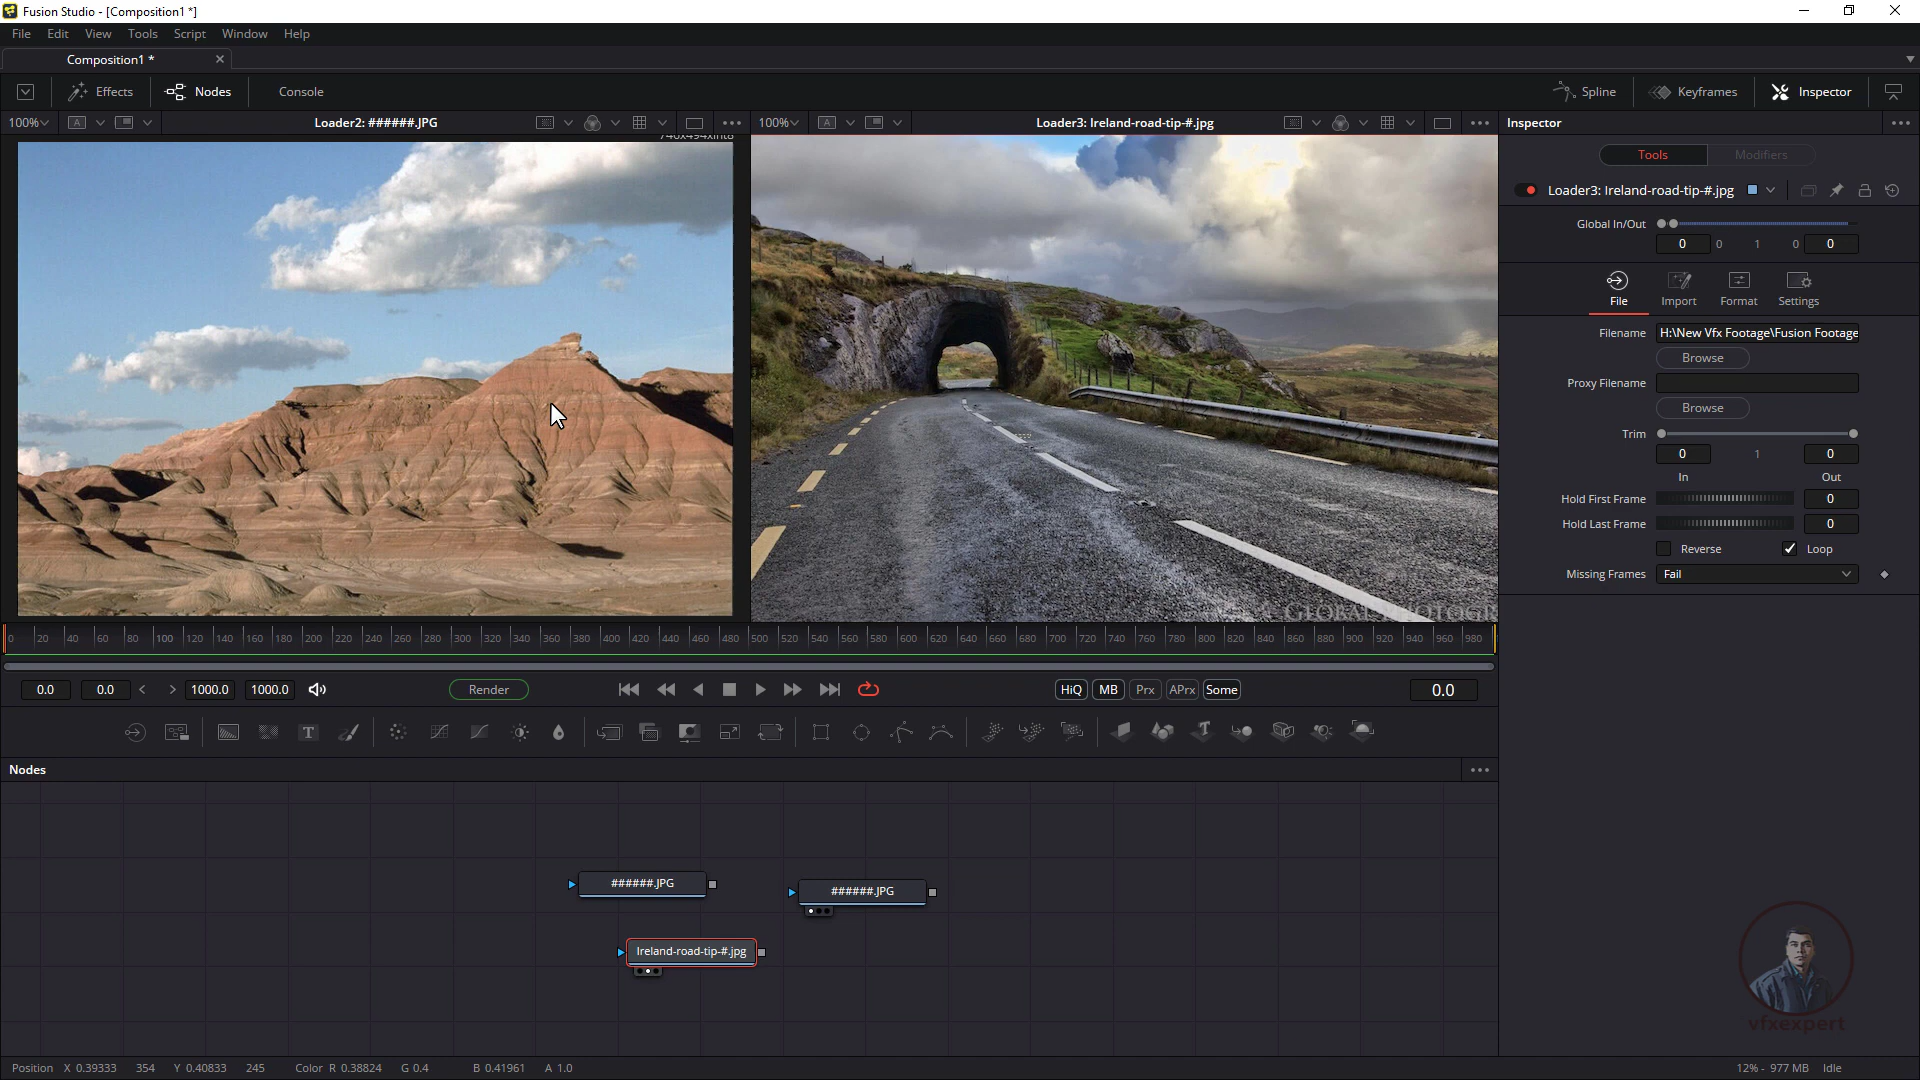 Fusion Studio - [Composition1 *]
File Edit View Tools Script Window Help
Composition1 *
Effects Nodes Console Spline Keyframes Inspector
100% A Loader2: ######.JPG 100% A Loader3: Ireland-road-tip-#.jpg Inspector
Tools Modifiers
Loader3: Ireland-road-tip-#.jpg
Global In/Out
0 0 1 0 0
File Import Format Settings
Filename H:\New Vfx Footage\Fusion Footage
Browse
Proxy Filename
Browse
Trim
0 1 0
In Out
Hold First Frame 0
Hold Last Frame 0
Reverse Loop
Missing Frames Fail
0 20 40 60 80 100 120 140 160 180 200 220 240 260 280 300 320 340 360 380 400 420 440 460 480 500 520 540 560 580 600 620 640 660 680 700 720 740 760 780 800 820 840 860 880 900 920 940 960 980
0.0 0.0 < > 1000.0 1000.0 Render HiQ MB Prx APrx Some 0.0
T T
Nodes
######.JPG
######.JPG
Ireland-road-tip-#.jpg
vfxexpert
Position X 0.39333 354 Y 0.40833 245 Color R 0.38824 G 0.4 B 0.41961 A 1.0 12% - 977 MB Idle